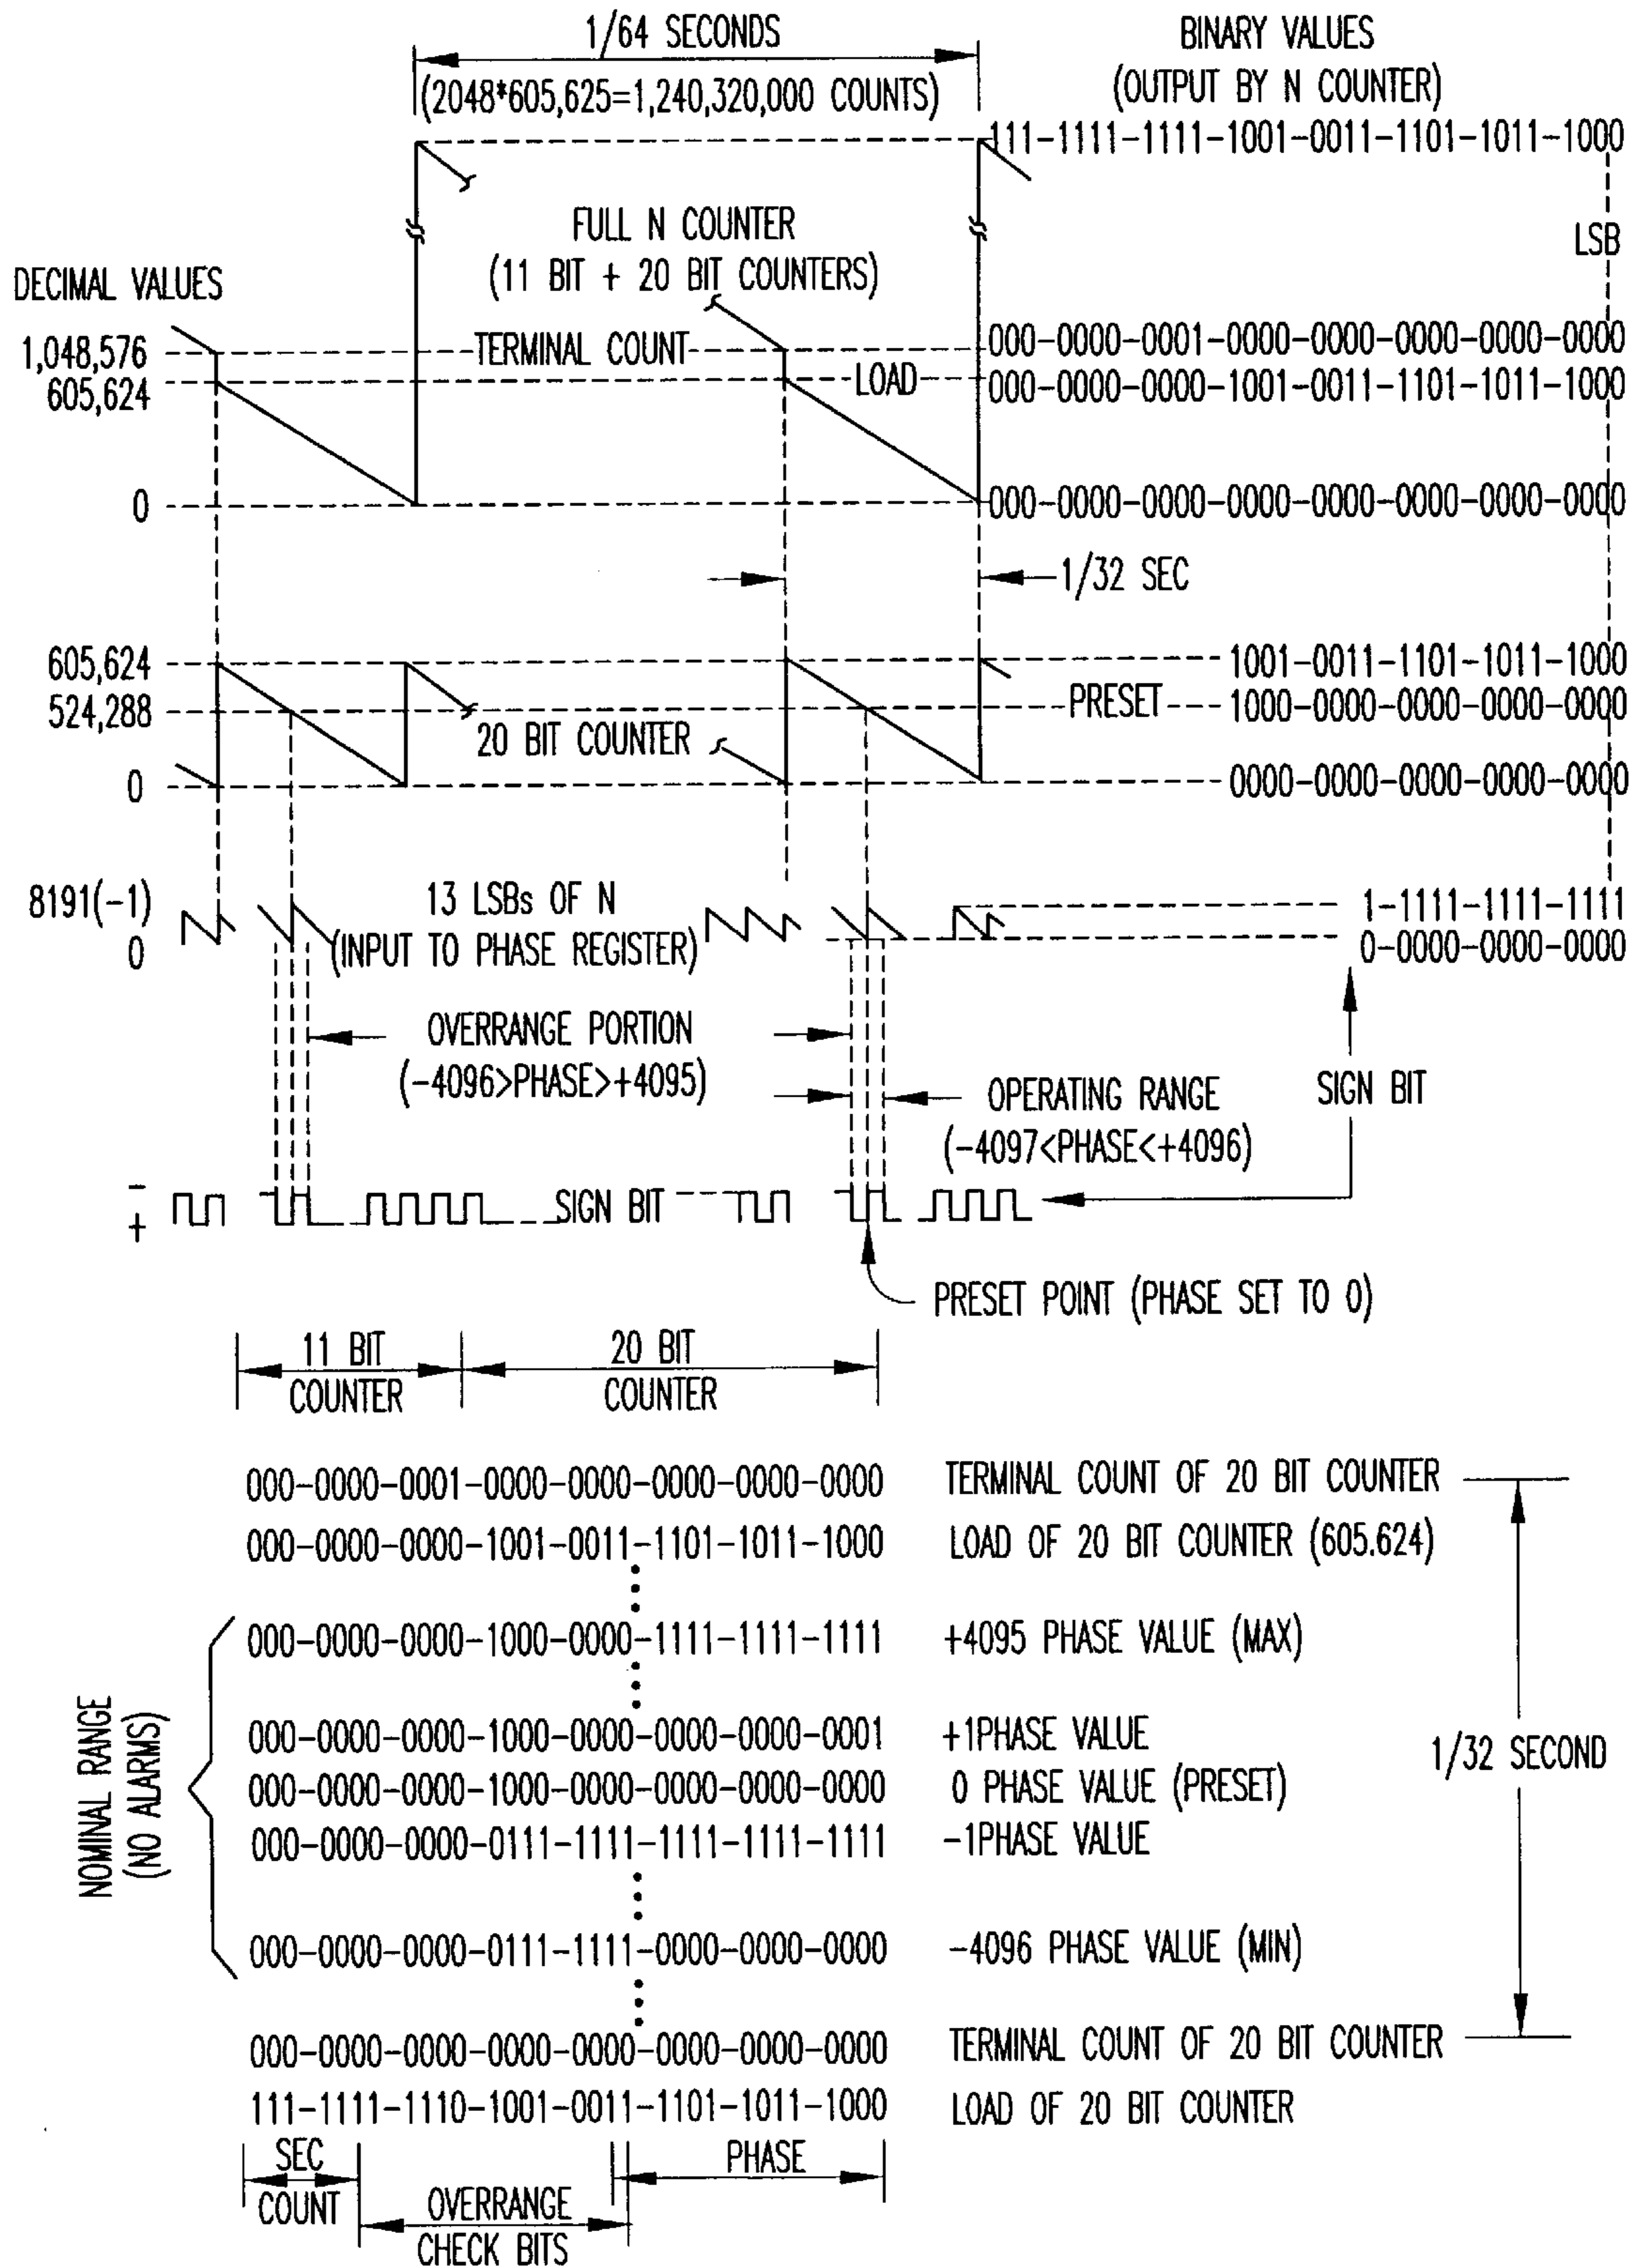 1/64 SECONDS
(2048*605,625=1,240,320,000 COUNTS)
BINARY VALUES
(OUTPUT BY N COUNTER)
111-1111-1111-1001-0011-1101-1011-1000
LSB
FULL N COUNTER
(11 BIT + 20 BIT COUNTERS)
DECIMAL VALUES
1,048,576
TERMINAL COUNT
000-0000-0001-0000-0000-0000-0000-0000
605,624
LOAD
000-0000-0000-1001-0011-1101-1011-1000
0
000-0000-0000-0000-0000-0000-0000-0000
1/32 SEC
605,624
1001-0011-1101-1011-1000
524,288
PRESET
1000-0000-0000-0000-0000
20 BIT COUNTER
0
0000-0000-0000-0000-0000
8191(-1)
13 LSBs OF N
1-1111-1111-1111
0
(INPUT TO PHASE REGISTER)
0-0000-0000-0000
OVERRANGE PORTION
(-4096>PHASE>+4095)
OPERATING RANGE
(-4097<PHASE<+4096)
SIGN BIT
-
+
SIGN BIT
PRESET POINT (PHASE SET TO 0)
11 BIT
COUNTER
20 BIT
COUNTER
000-0000-0001-0000-0000-0000-0000-0000 TERMINAL COUNT OF 20 BIT COUNTER
000-0000-0000-1001-0011-1101-1011-1000 LOAD OF 20 BIT COUNTER (605.624)
000-0000-0000-1000-0000-1111-1111-1111 +4095 PHASE VALUE (MAX)
000-0000-0000-1000-0000-0000-0000-0001 +1PHASE VALUE
000-0000-0000-1000-0000-0000-0000-0000 0 PHASE VALUE (PRESET)
000-0000-0000-0111-1111-1111-1111-1111 -1PHASE VALUE
000-0000-0000-0111-1111-0000-0000-0000 -4096 PHASE VALUE (MIN)
000-0000-0000-0000-0000-0000-0000-0000 TERMINAL COUNT OF 20 BIT COUNTER
111-1111-1110-1001-0011-1101-1011-1000 LOAD OF 20 BIT COUNTER
NOMINAL RANGE
(NO ALARMS)
1/32 SECOND
SEC
COUNT
OVERRANGE
CHECK BITS
PHASE